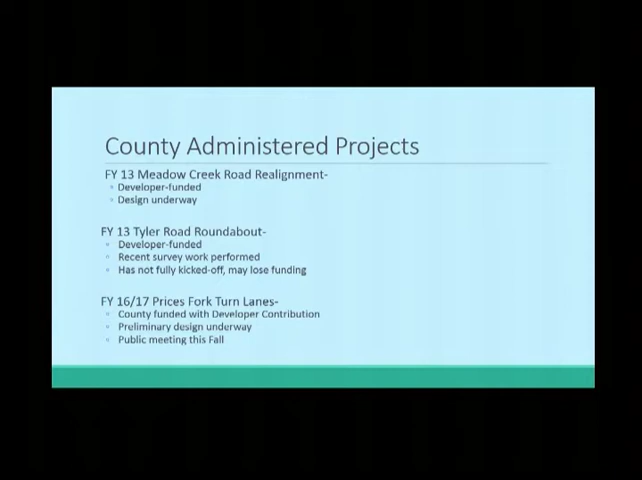 County Administered Projects
FY 13 Meadow Creek Road Realignment-
Developer-funded
Design underway
FY 13 Tyler Road Roundabout-
Developer-funded
Recent survey work performed
Has not fully kicked-off, may lose funding
FY 16/17 Prices Fork Turn Lanes-
County funded with Developer Contribution
Preliminary design underway
Public meeting this Fall